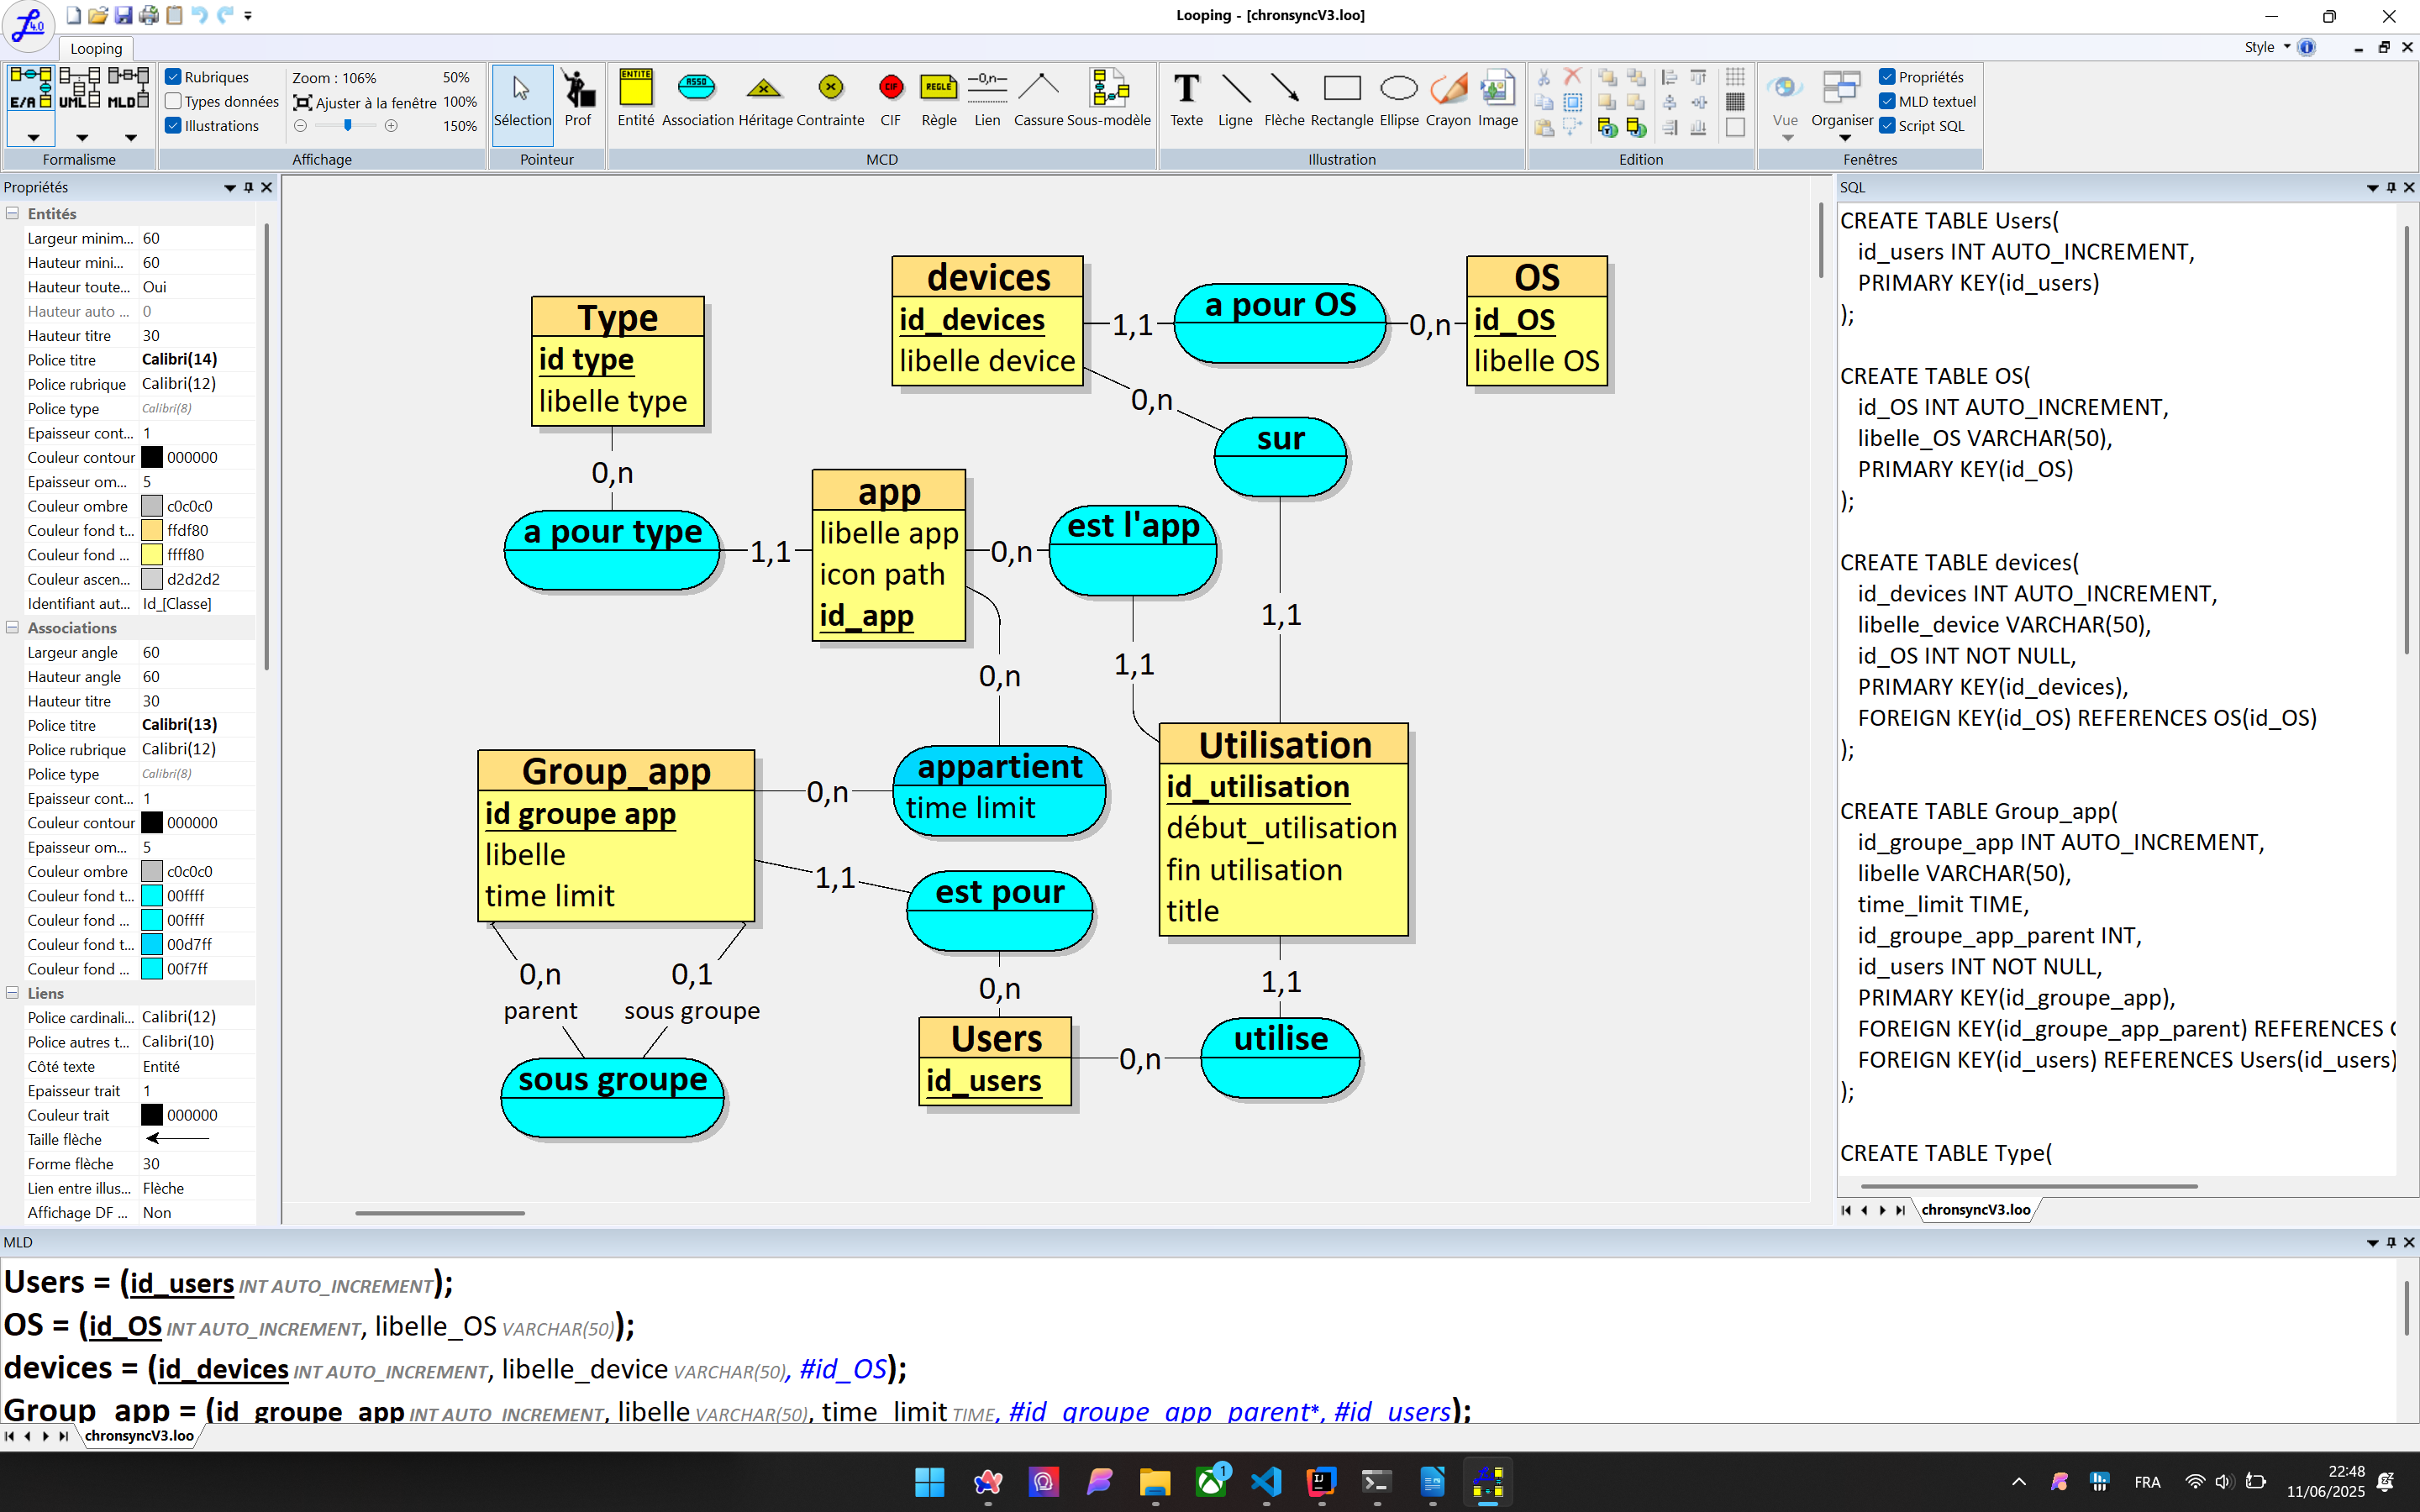 Looping - [chronsyncV3.loo]
Looping
Style
E/A
UML
MLD
Formalisme
Rubriques
Types données
Illustrations
Zoom : 106%
Ajuster à la fenêtre
50%
100%
150%
Affichage
Sélection
Prof
Pointeur
ENTITE
Entité
ASSO
Association
Héritage
Contrainte
CIF
CIF
REGLE
Règle
—0,n—
Lien
Cassure
Sous-modèle
MCD
Texte
Ligne
Flèche
Rectangle
Ellipse
Crayon
Image
Illustration
Edition
Vue
Organiser
Propriétés
MLD textuel
Script SQL
Fenêtres
Propriétés
Entités
Largeur minim... 60
Hauteur mini... 60
Hauteur toute... Oui
Hauteur auto ... 0
Hauteur titre 30
Police titre Calibri(14)
Police rubrique Calibri(12)
Police type Calibri(8)
Epaisseur cont... 1
Couleur contour 000000
Epaisseur om... 5
Couleur ombre c0c0c0
Couleur fond t... ffdf80
Couleur fond ... ffff80
Couleur ascen... d2d2d2
Identifiant aut... Id_[Classe]
Associations
Largeur angle 60
Hauteur angle 60
Hauteur titre 30
Police titre Calibri(13)
Police rubrique Calibri(12)
Police type Calibri(8)
Epaisseur cont... 1
Couleur contour 000000
Epaisseur om... 5
Couleur ombre c0c0c0
Couleur fond t... 00ffff
Couleur fond ... 00ffff
Couleur fond t... 00d7ff
Couleur fond ... 00f7ff
Liens
Police cardinali... Calibri(12)
Police autres t... Calibri(10)
Côté texte Entité
Epaisseur trait 1
Couleur trait 000000
Taille flèche
Forme flèche 30
Lien entre illus... Flèche
Affichage DF ... Non
devices
id_devices
libelle device
1,1
a pour OS
0,n
OS
id_OS
libelle OS
Type
id type
libelle type
0,n
0,n
sur
a pour type
1,1
app
libelle app
icon path
id_app
0,n
est l'app
1,1
1,1
0,n
Group_app
id groupe app
libelle
time limit
0,n
appartient
time limit
Utilisation
id_utilisation
début_utilisation
fin utilisation
title
1,1
est pour
0,n
parent
0,1
sous groupe
0,n
1,1
sous groupe
Users
id_users
0,n
utilise
SQL
CREATE TABLE Users(
id_users INT AUTO_INCREMENT,
PRIMARY KEY(id_users)
);
CREATE TABLE OS(
id_OS INT AUTO_INCREMENT,
libelle_OS VARCHAR(50),
PRIMARY KEY(id_OS)
);
CREATE TABLE devices(
id_devices INT AUTO_INCREMENT,
libelle_device VARCHAR(50),
id_OS INT NOT NULL,
PRIMARY KEY(id_devices),
FOREIGN KEY(id_OS) REFERENCES OS(id_OS)
);
CREATE TABLE Group_app(
id_groupe_app INT AUTO_INCREMENT,
libelle VARCHAR(50),
time_limit TIME,
id_groupe_app_parent INT,
id_users INT NOT NULL,
PRIMARY KEY(id_groupe_app),
FOREIGN KEY(id_groupe_app_parent) REFERENCES
FOREIGN KEY(id_users) REFERENCES Users(id_users)
);
CREATE TABLE Type(
chronsyncV3.loo
MLD
Users = (id_users INT AUTO_INCREMENT);
OS = (id_OS INT AUTO_INCREMENT, libelle_OS VARCHAR(50));
devices = (id_devices INT AUTO_INCREMENT, libelle_device VARCHAR(50), #id_OS);
Group_app = (id_groupe_app INT AUTO_INCREMENT, libelle VARCHAR(50), time_limit TIME, #id_groupe_app_parent*, #id_users);
chronsyncV3.loo
1
FRA
22:48
11/06/2025